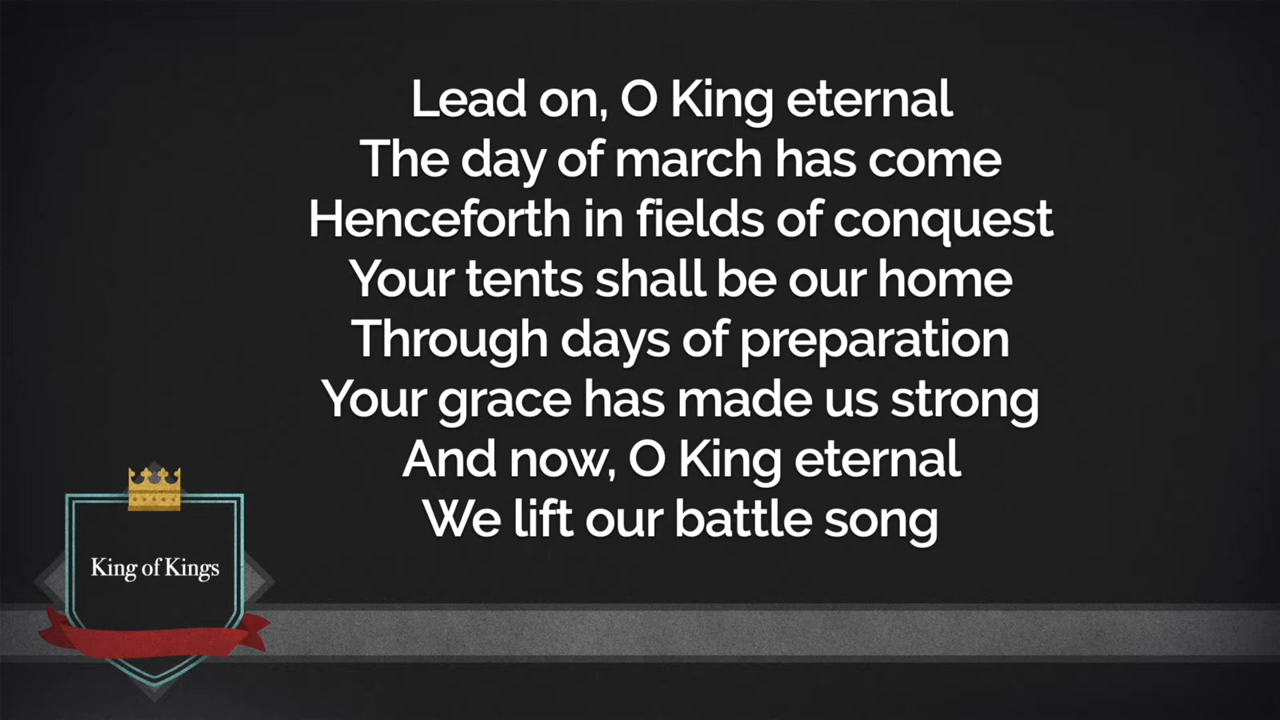 Lead on, O King eternal
The day of march has come
Henceforth in fields of conquest
Your tents shall be our home
Through days of preparation
Your grace has made us strong
And now, O King eternal
We lift our battle song
King of Kings